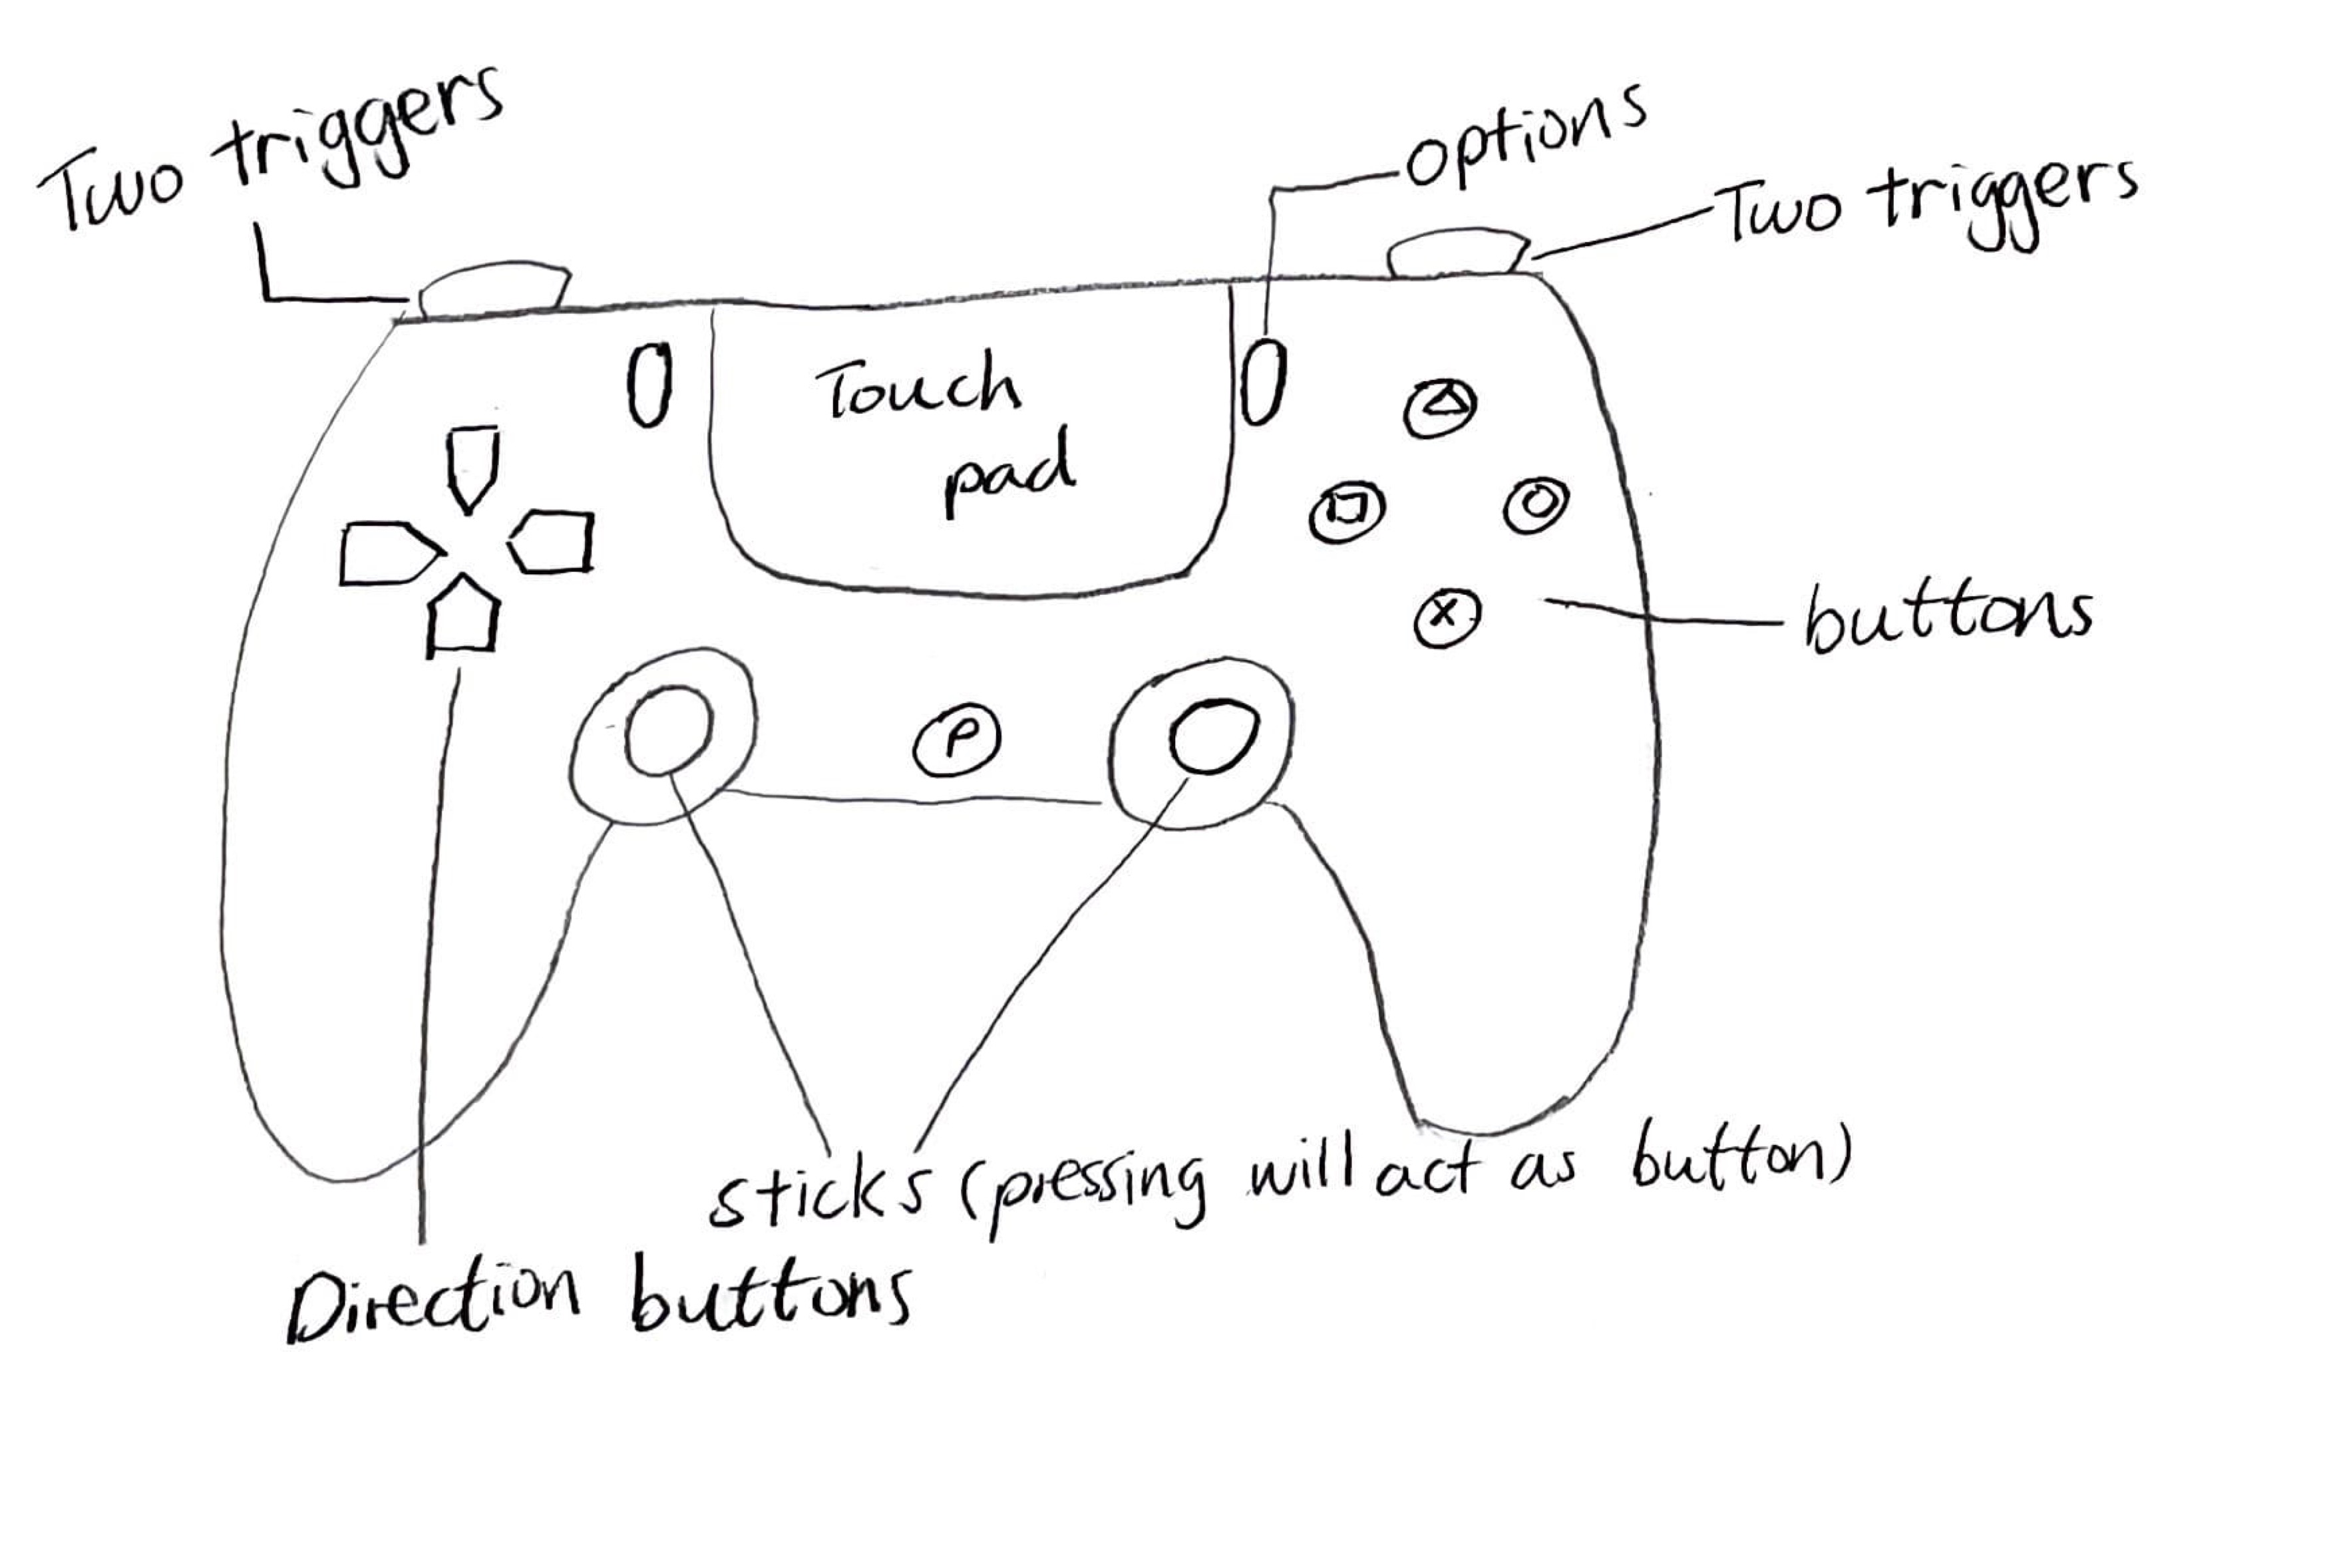 Two triggers
options
Two triggers
Touch
pad
X
buttons
P
sticks (pressing will act as button)
Direction buttons